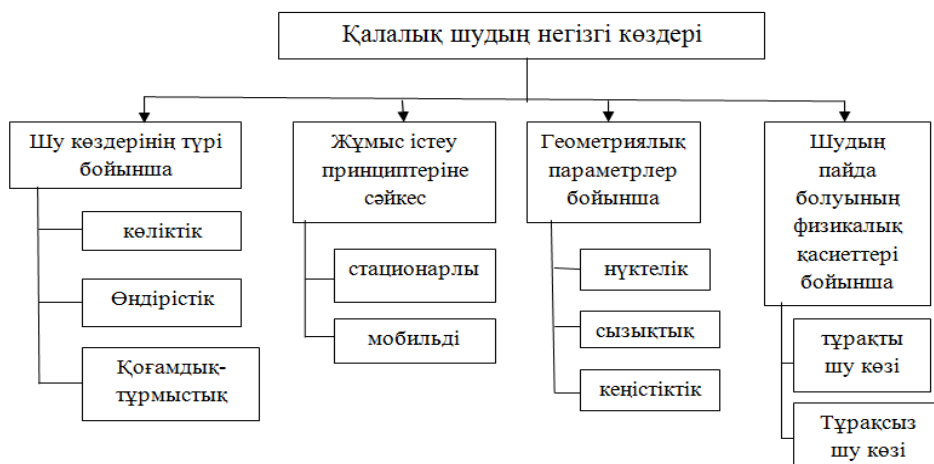 Қалалық шудың негізгі көздері
Шу көздерінің түрі
бойынша
көліктік
Өндірістік
Қоғамдық-
тұрмыстық
Жұмыс істеу
принциптеріне
сәйкес
стационарлы
мобильді
Геометриялық
параметрлер
бойынша
нүктелік
сызықтық
кеңістіктік
Шудың
пайда
болуының
физикалық
қасиеттері
бойынша
тұрақты
шу көзі
Тұрақсыз
шу көзі